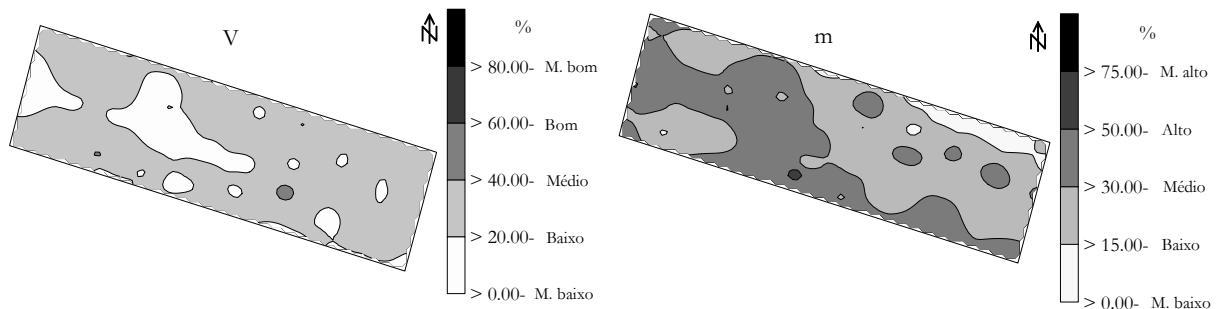 V
N
%
> 80.00- M. bom
> 60.00- Bom
> 40.00- Médio
> 20.00- Baixo
> 0.00- M. baixo
m
N
%
> 75.00- M. alto
> 50.00- Alto
> 30.00- Médio
> 15.00- Baixo
> 0.00- M. baixo